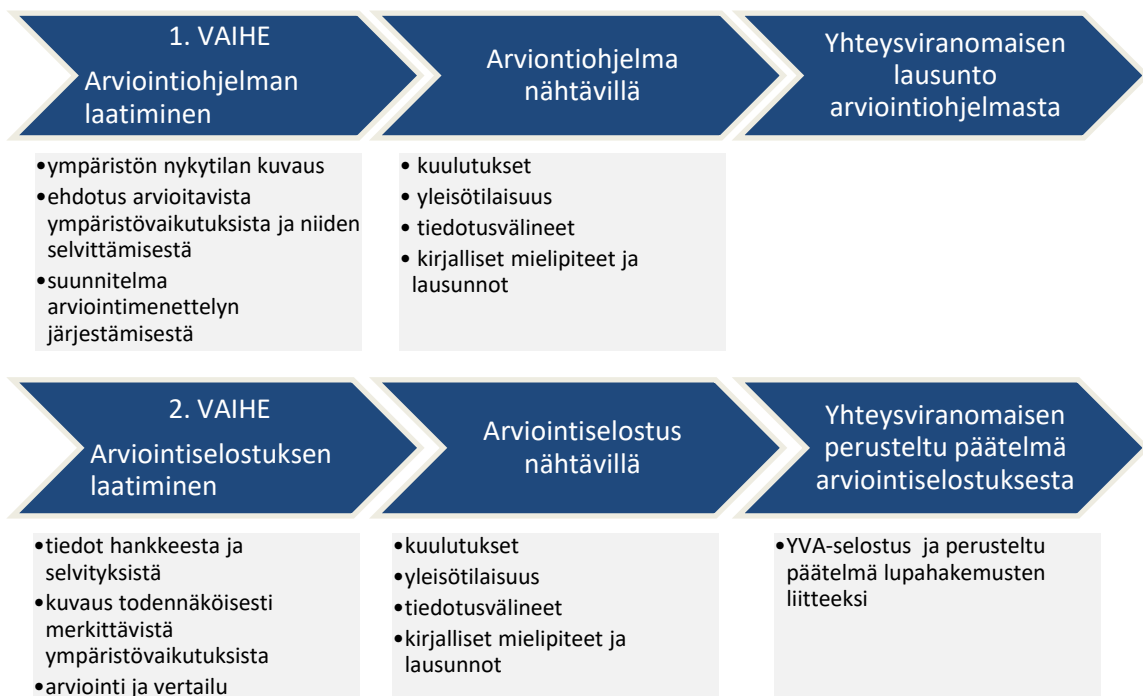 1. VAIHE
Arviointiohjelman
laatiminen
Arviontiohjelma
nähtävillä
Yhteysviranomaisen
lausunto
arviointiohjelmasta
•ympäristön nykytilan kuvaus
•ehdotus arvioitavista
ympäristövaikutuksista ja niiden
selvittämisestä
•suunnitelma
arviointimenettelyn
järjestämisestä
• kuulutukset
• yleisötilaisuus
• tiedotusvälineet
• kirjalliset mielipiteet ja
lausunnot
2. VAIHE
Arviointiselostuksen
laatiminen
Arviointiselostus
nähtävillä
Yhteysviranomaisen
perusteltu päätelmä
arviointiselostuksesta
•tiedot hankkeesta ja
selvityksistä
•kuvaus todennäköisesti
merkittävistä
ympäristövaikutuksista
•arviointi ja vertailu
•kuulutukset
•yleisötilaisuus
•tiedotusvälineet
•kirjalliset mielipiteet ja
lausunnot
•YVA-selostus ja perusteltu
päätelmä lupahakemusten
liitteeksi